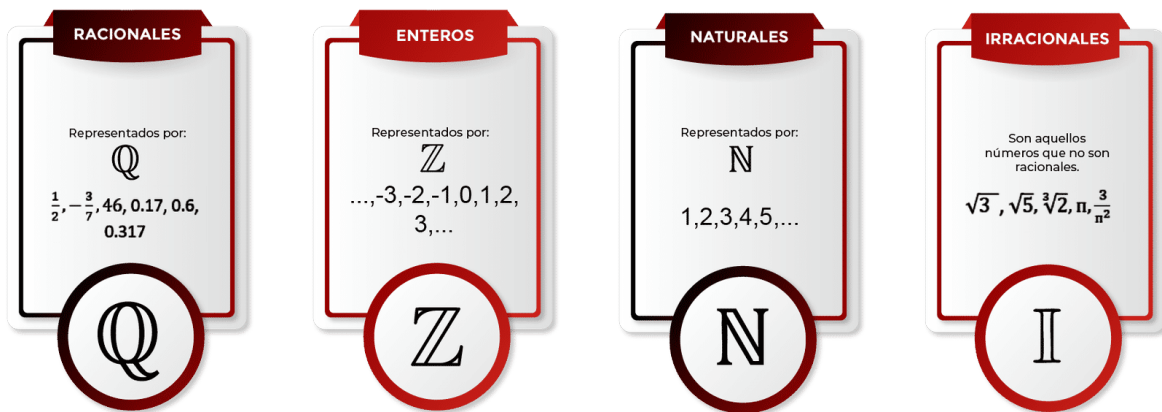 RACIONALES
Representados por:
ℚ
1/2, -3/7, 46, 0.17, 0.6,
0.317
ℚ
ENTEROS
Representados por:
ℤ
...,-3,-2,-1,0,1,2,
3,...
ℤ
NATURALES
Representados por:
ℕ
1,2,3,4,5,...
ℕ
IRRACIONALES
Son aquellos
números que no son
racionales.
√3 , √5, ∛2, π, 3/π²
𝕀